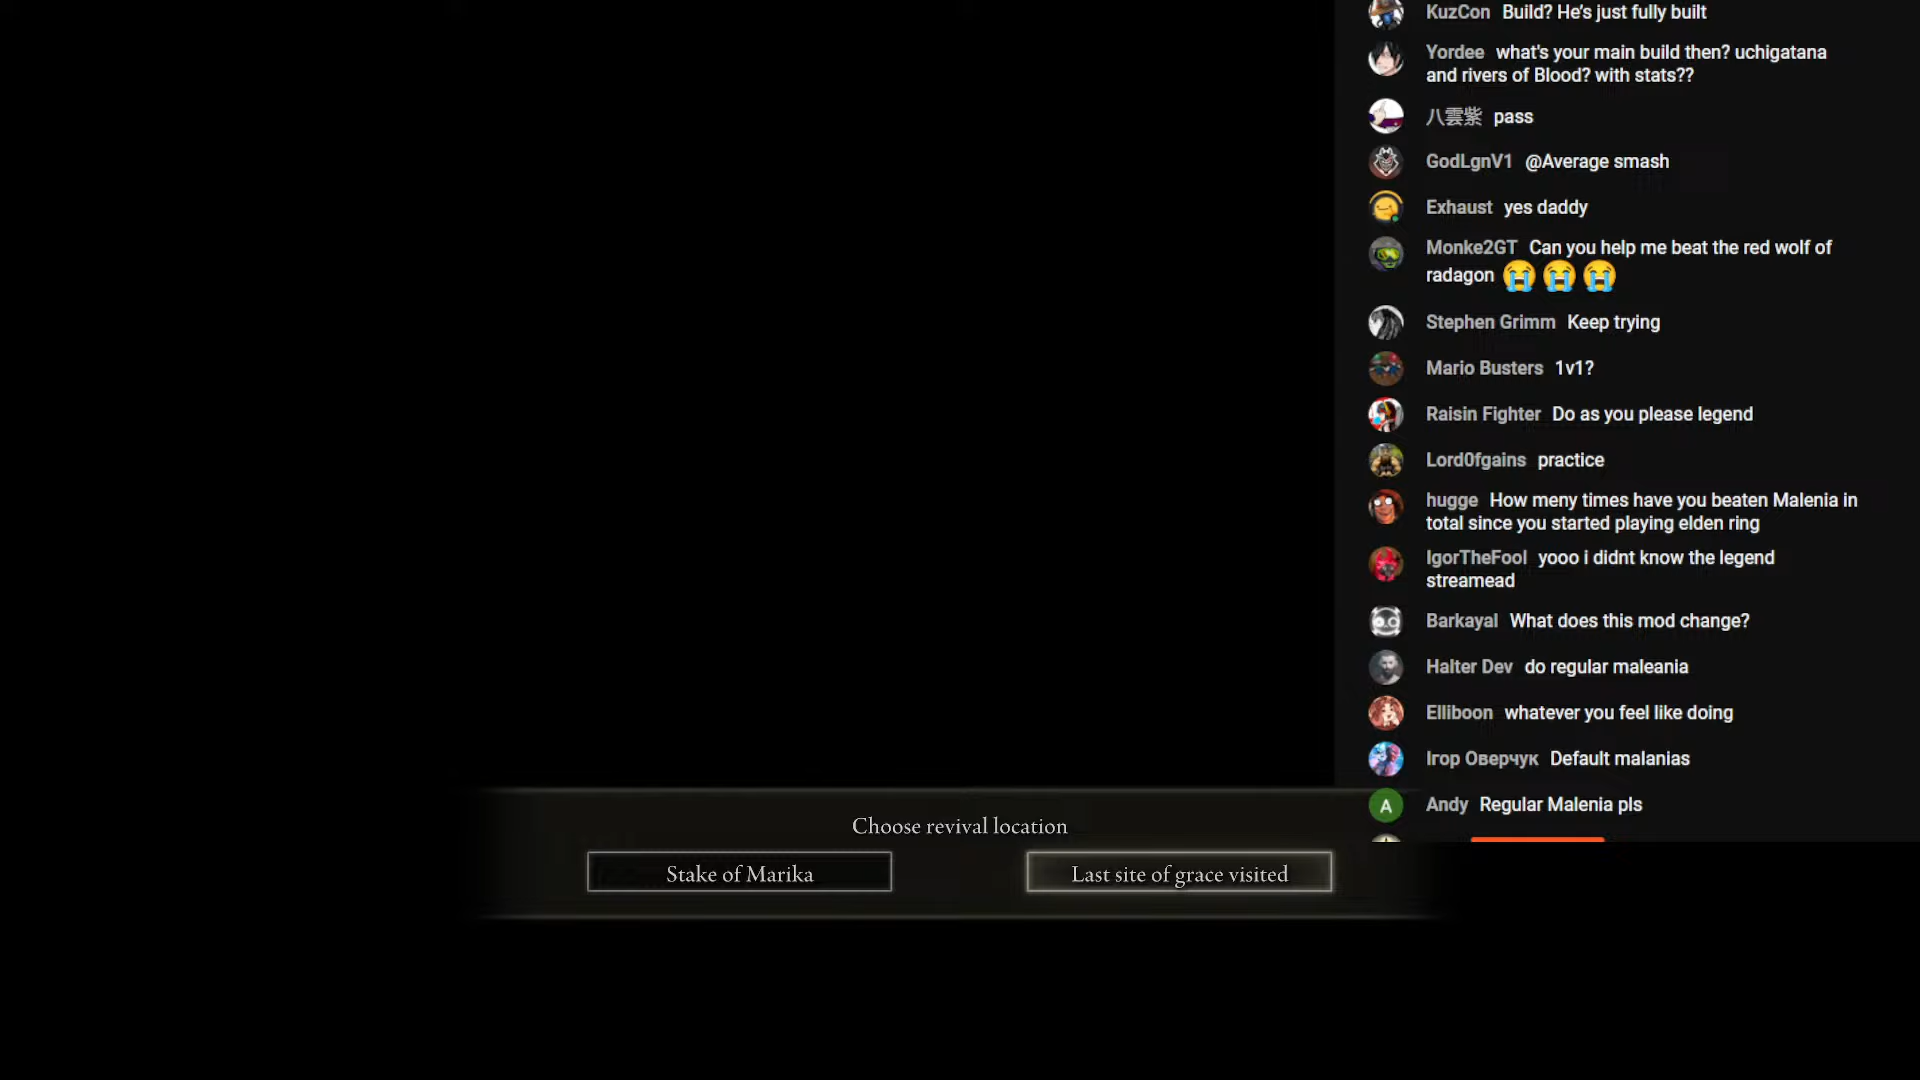 KuzCon Build? He's just fully built
Yordee what's your main build then? uchigatana
and rivers of Blood? with stats??
八雲紫 pass
GodLgnV1 @Average smash
Exhaust yes daddy
Monke2GT Can you help me beat the red wolf of
radagon 😭 😭 😭
Stephen Grimm Keep trying
Mario Busters 1v1?
Raisin Fighter Do as you please legend
Lord0fgains practice
hugge How meny times have you beaten Malenia in
total since you started playing elden ring
IgorTheFool yooo i didnt know the legend
streamead
Barkayal What does this mod change?
Halter Dev do regular maleania
Elliboon whatever you feel like doing
Ігор Оверчук Default malanias
A Andy Regular Malenia pls
Choose revival location
Stake of Marika
Last site of grace visited